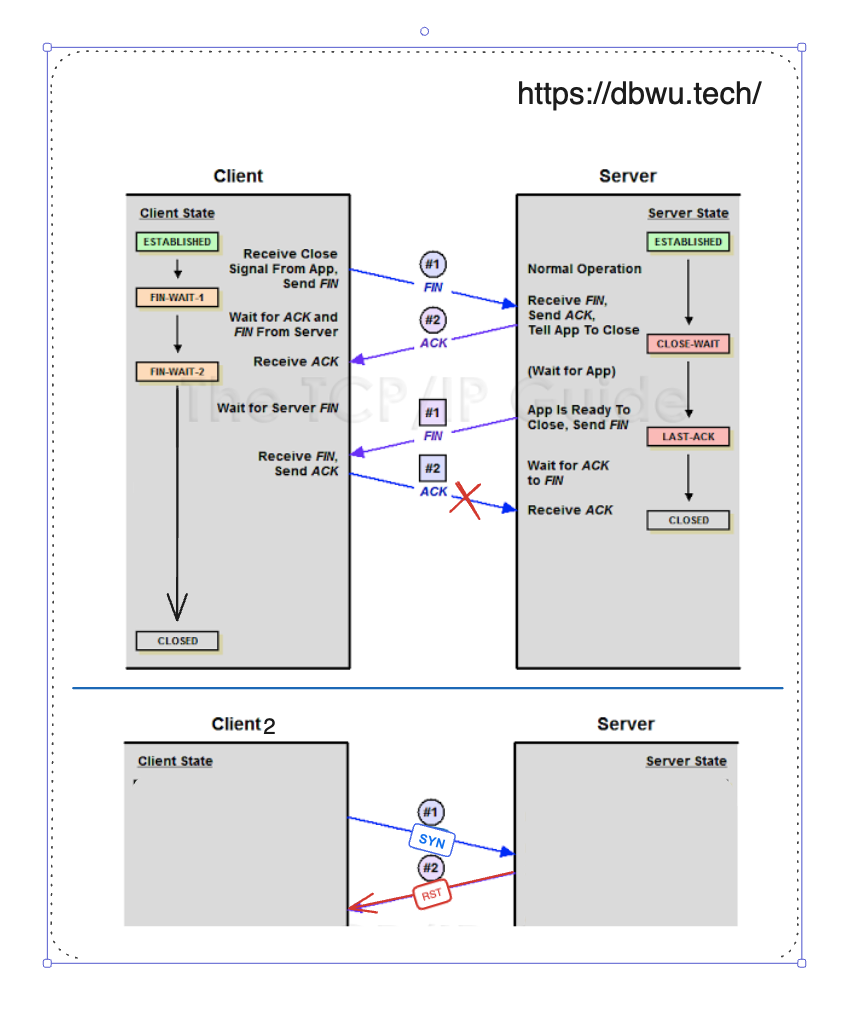 https://dbwu.tech/
Client
Server
Client State
Server State
ESTABLISHED
ESTABLISHED
Receive Close
Signal From App,
Send FIN
#1
FIN
Normal Operation
FIN-WAIT-1
Receive FIN,
Send ACK,
Tell App To Close
Wait for ACK and
FIN From Server
#2
ACK
CLOSE-WAIT
Receive ACK
FIN-WAIT-2
(Wait for App)
The TCP/IP Guide
Wait for Server FIN
#1
FIN
App Is Ready To
Close, Send FIN
LAST-ACK
Receive FIN,
Send ACK
#2
ACK
Wait for ACK
to FIN
Receive ACK
CLOSED
CLOSED
Client2
Server
Client State
Server State
#1
SYN
#2
RST